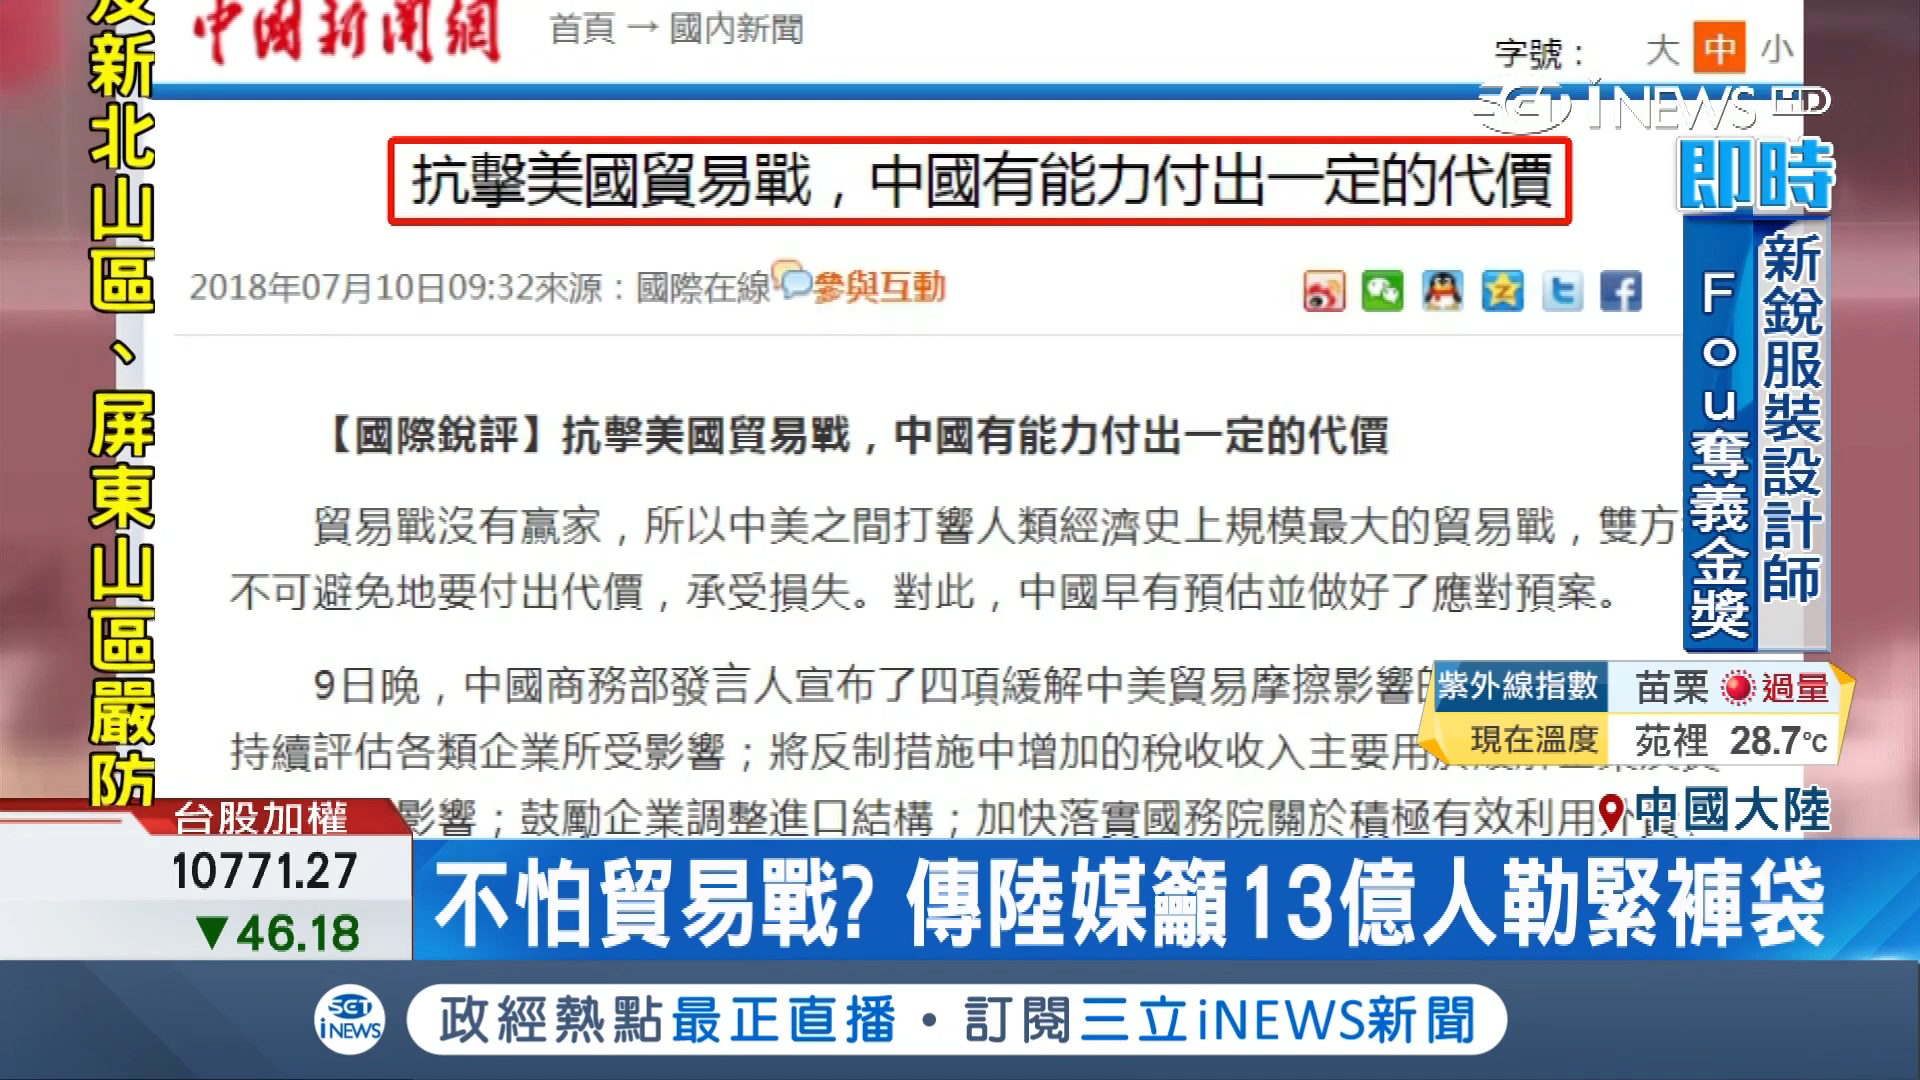 中國新聞網
首頁 → 國內新聞
字號： 大 中 小
SET iNEWS HD
抗擊美國貿易戰，中國有能力付出一定的代價
2018年07月10日09:32來源：國際在線 參與互動
【國際銳評】抗擊美國貿易戰，中國有能力付出一定的代價
貿易戰沒有贏家，所以中美之間打響人類經濟史上規模最大的貿易戰，雙方
不可避免地要付出代價，承受損失。對此，中國早有預估並做好了應對預案。
9日晚，中國商務部發言人宣布了四項緩解中美貿易摩擦影響的
持續評估各類企業所受影響；將反制措施中增加的稅收收入主要用
影響；鼓勵企業調整進口結構；加快落實國務院關於積極有效利用外資
新北山區、屏東山區嚴防
即時
新銳服裝設計師
Fou奪義金獎
紫外線指數 苗栗 過量
現在溫度 苑裡 28.7°C
中國大陸
台股加權
10771.27
▼46.18
不怕貿易戰? 傳陸媒籲13億人勒緊褲袋
SET iNEWS
政經熱點最正直播・訂閱三立iNEWS新聞